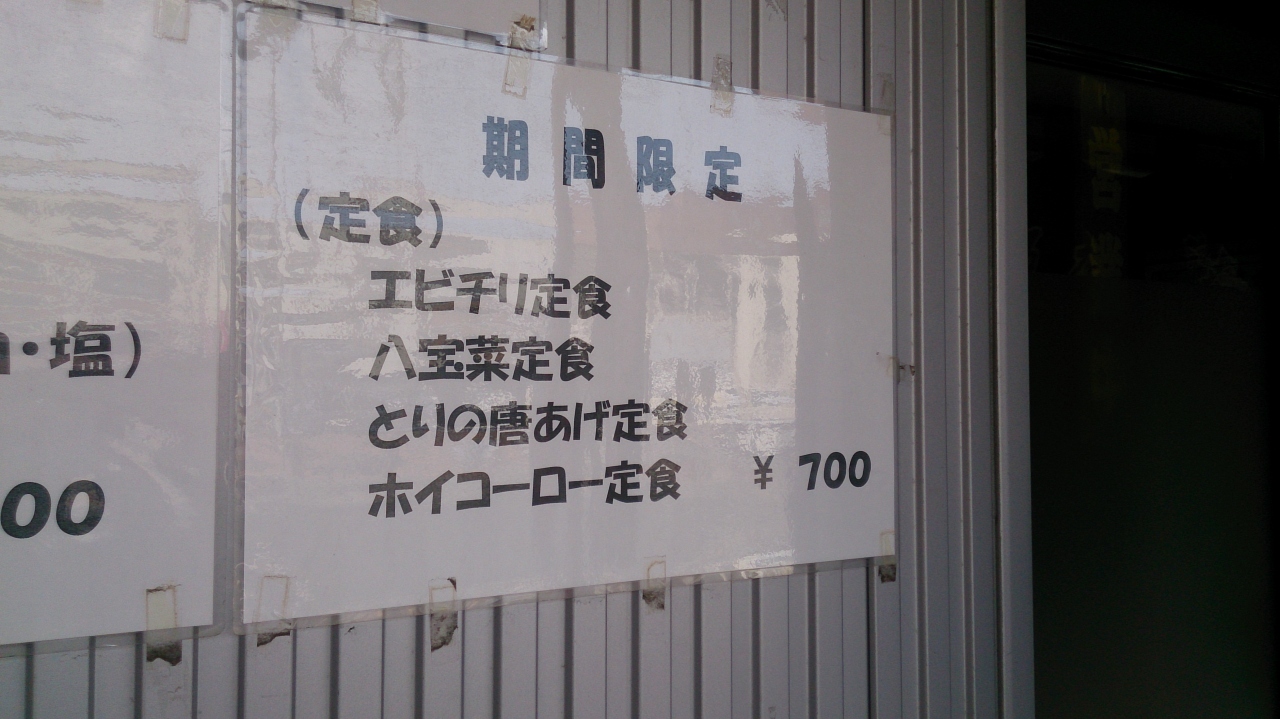 期間限定
（定食）
エビチリ定食
八宝菜定食
とりの唐あげ定食
ホイコーロー定食 ¥700
・塩）
00